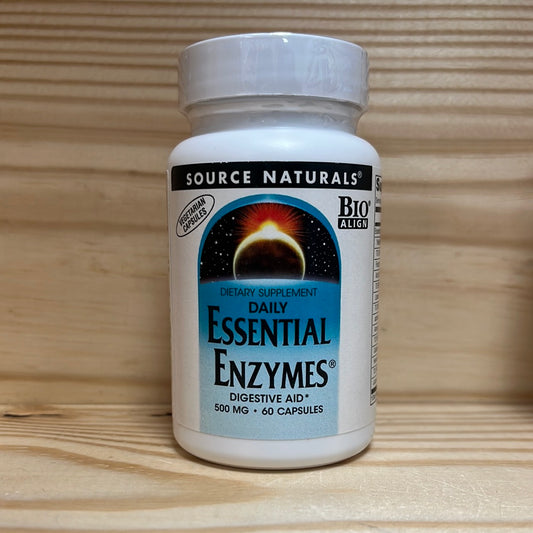 SOURCE NATURALS®
VEGETARIAN
CAPSULES
BIO®
ALIGN
DIETARY SUPPLEMENT
DAILY
ESSENTIAL
ENZYMES®
DIGESTIVE AID*
500 MG • 60 CAPSULES